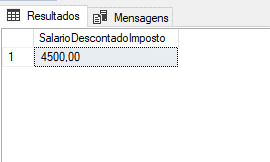 Resultados Mensagens
SalarioDescontadoImposto
1 4500,00